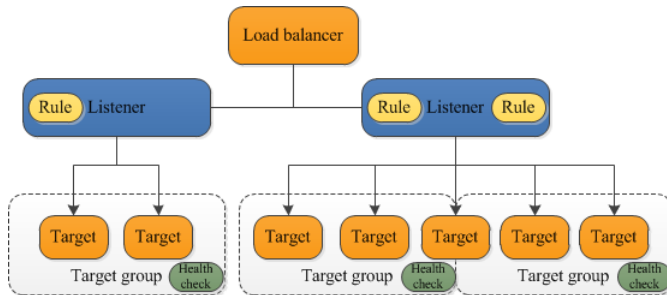 Load balancer
Rule Listener
Rule Listener Rule
Target Target
Target Target Target Target Target
Target group Health check
Target group Health check
Target group Health check